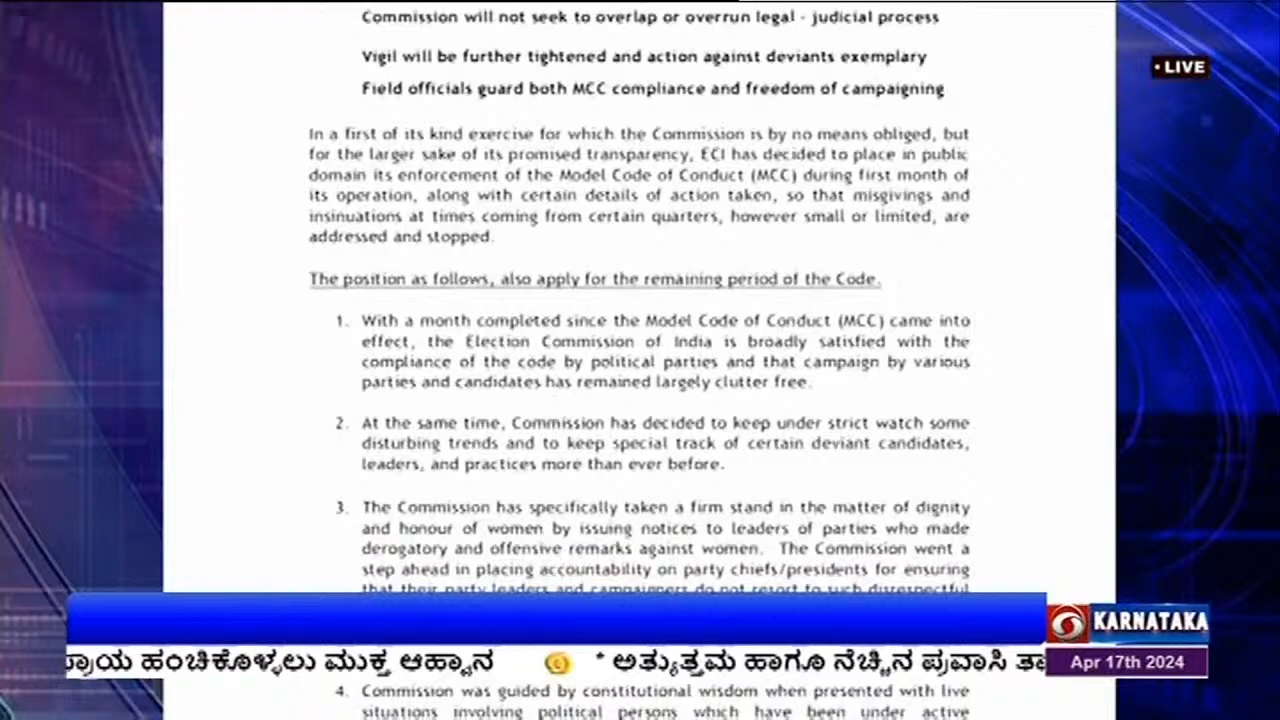 Commission will not seek to overlap or overrun legal - judicial process
Vigil will be further tightened and action against deviants exemplary
Field officials guard both MCC compliance and freedom of campaigning
• LIVE
In a first of its kind exercise for which the Commission is by no means obliged, but
for the larger sake of its promised transparency, ECI has decided to place in public
domain its enforcement of the Model Code of Conduct (MCC) during first month of
its operation, along with certain details of action taken, so that misgivings and
insinuations at times coming from certain quarters, however small or limited, are
addressed and stopped.
The position as follows, also apply for the remaining period of the Code.
1. With a month completed since the Model Code of Conduct (MCC) came into
effect, the Election Commission of India is broadly satisfied with the
compliance of the code by political parties and that campaign by various
parties and candidates has remained largely clutter free.
2. At the same time, Commission has decided to keep under strict watch some
disturbing trends and to keep special track of certain deviant candidates,
leaders, and practices more than ever before.
3. The Commission has specifically taken a firm stand in the matter of dignity
and honour of women by issuing notices to leaders of parties who made
derogatory and offensive remarks against women. The Commission went a
step ahead in placing accountability on party chiefs/presidents for ensuring
that their party leaders and campaigners do not resort to such disrespectful
KARNATAKA
ಹಂಚಿಕೊಳ್ಳಲು ಮುಕ್ತ ಆಹ್ವಾನ * ಅತ್ಯುತ್ತಮ ಹಾಗೂ ನೆಚ್ಚಿನ ಪ್ರವಾಸಿ
Apr 17th 2024
4. Commission was guided by constitutional wisdom when presented with live
situations involving political persons which have been under active